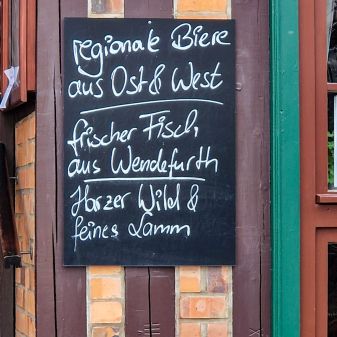 regionale Biere
aus Ost & West
frischer Fisch,
aus Wendefurth
Harzer Wild &
feines Lamm